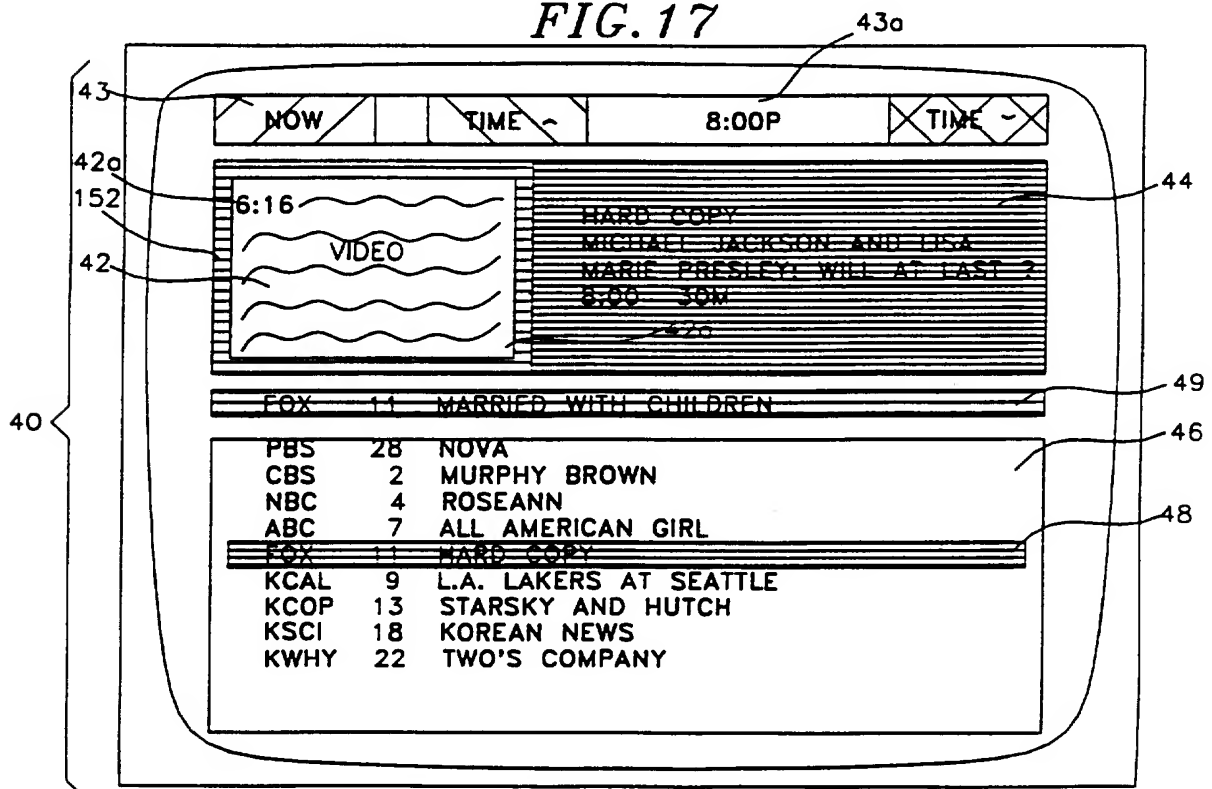 FIG. 17
43a
43
NOW TIME ~ 8:00P TIME ~
42a
152
6:16
VIDEO
42
44
HARD COPY
MICHAEL JACKSON AND LISA
MARIE PRESLEY: WILL AT LAST ?
8:00 30M
42a
49
FOX 11 MARRIED WITH CHILDREN
40
46
PBS 28 NOVA
CBS 2 MURPHY BROWN
NBC 4 ROSEANN
ABC 7 ALL AMERICAN GIRL
48
FOX 11 HARD COPY
KCAL 9 L.A. LAKERS AT SEATTLE
KCOP 13 STARSKY AND HUTCH
KSCI 18 KOREAN NEWS
KWHY 22 TWO'S COMPANY